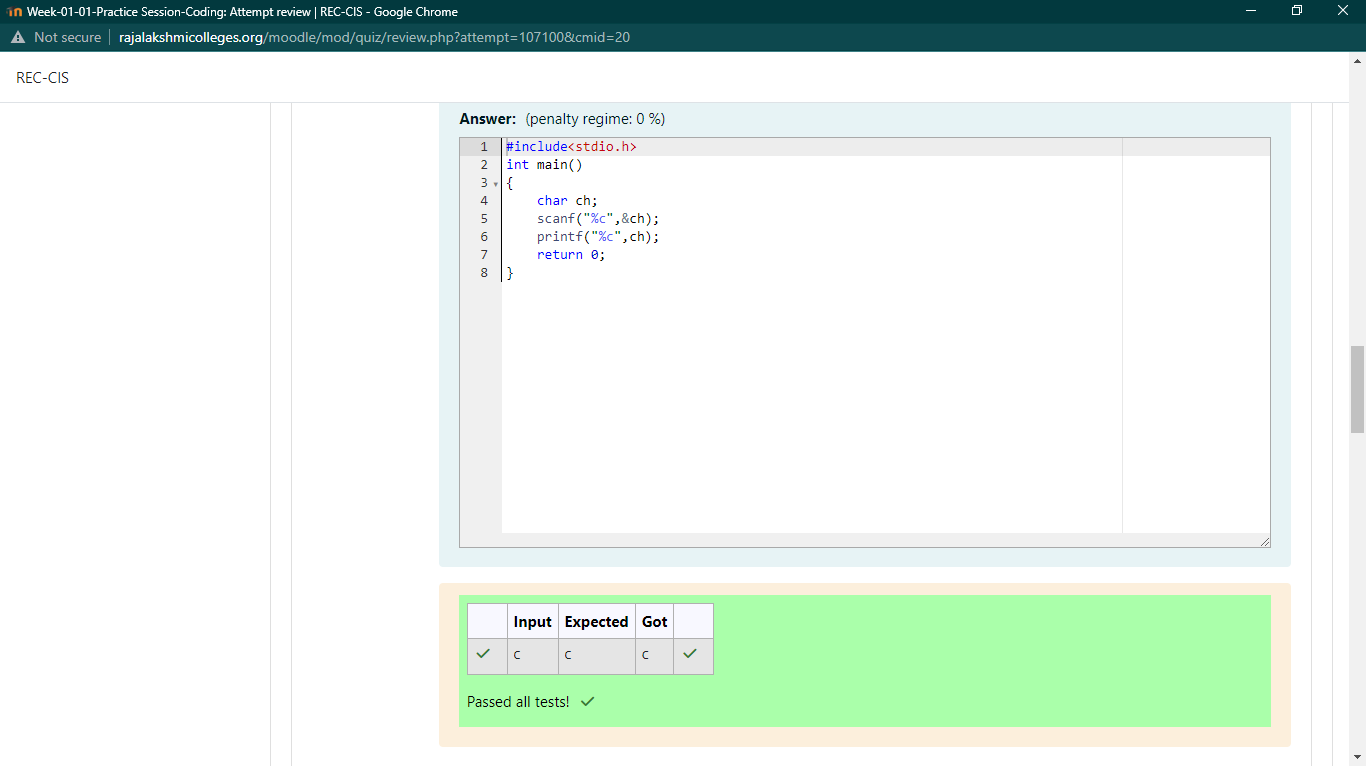 Week-01-01-Practice Session-Coding: Attempt review | REC-CIS - Google Chrome
Not secure | rajalakshmicolleges.org/moodle/mod/quiz/review.php?attempt=107100&cmid=20
REC-CIS
Answer: (penalty regime: 0 %)
1 #include<stdio.h>
2 int main()
3 {
4 char ch;
5 scanf("%c",&ch);
6 printf("%c",ch);
7 return 0;
8 }
Input Expected Got
c c c
Passed all tests!